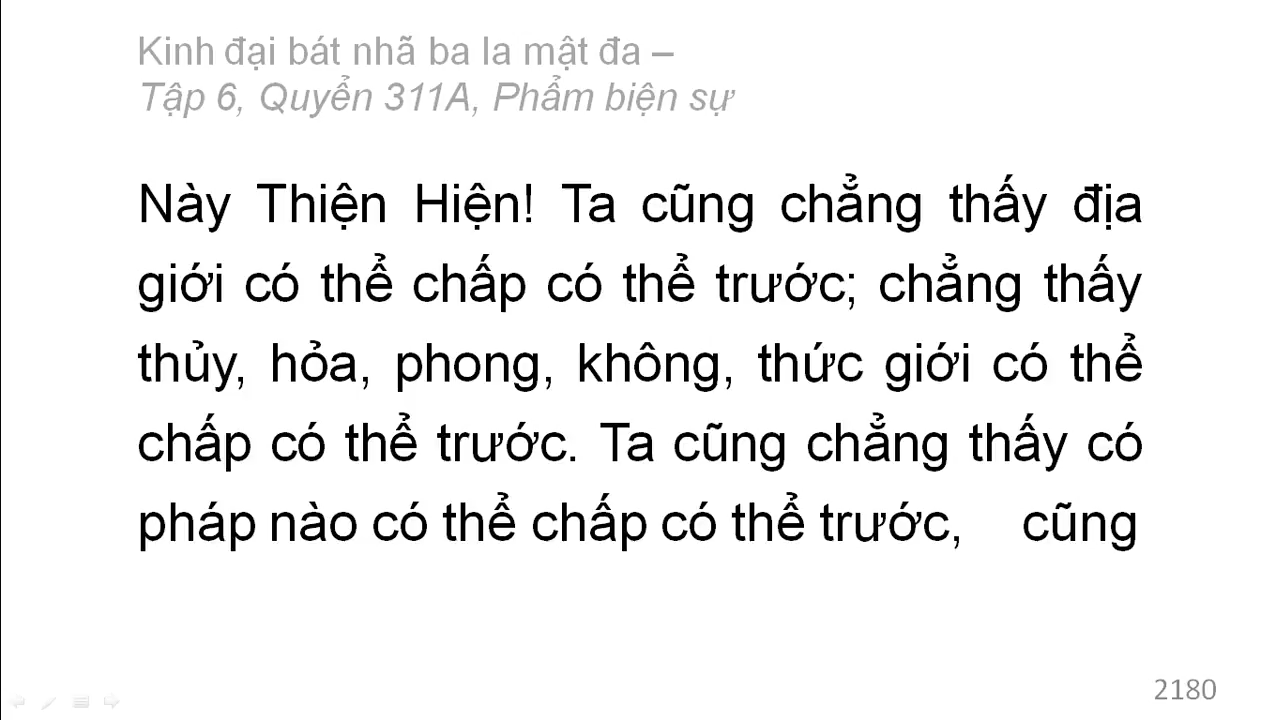 Kinh đại bát nhã ba la mật đa –
Tập 6, Quyển 311A, Phẩm biện sự
Này Thiện Hiện! Ta cũng chẳng thấy địa
giới có thể chấp có thể trước; chẳng thấy
thủy, hỏa, phong, không, thức giới có thể
chấp có thể trước. Ta cũng chẳng thấy có
pháp nào có thể chấp có thể trước, cũng
2180